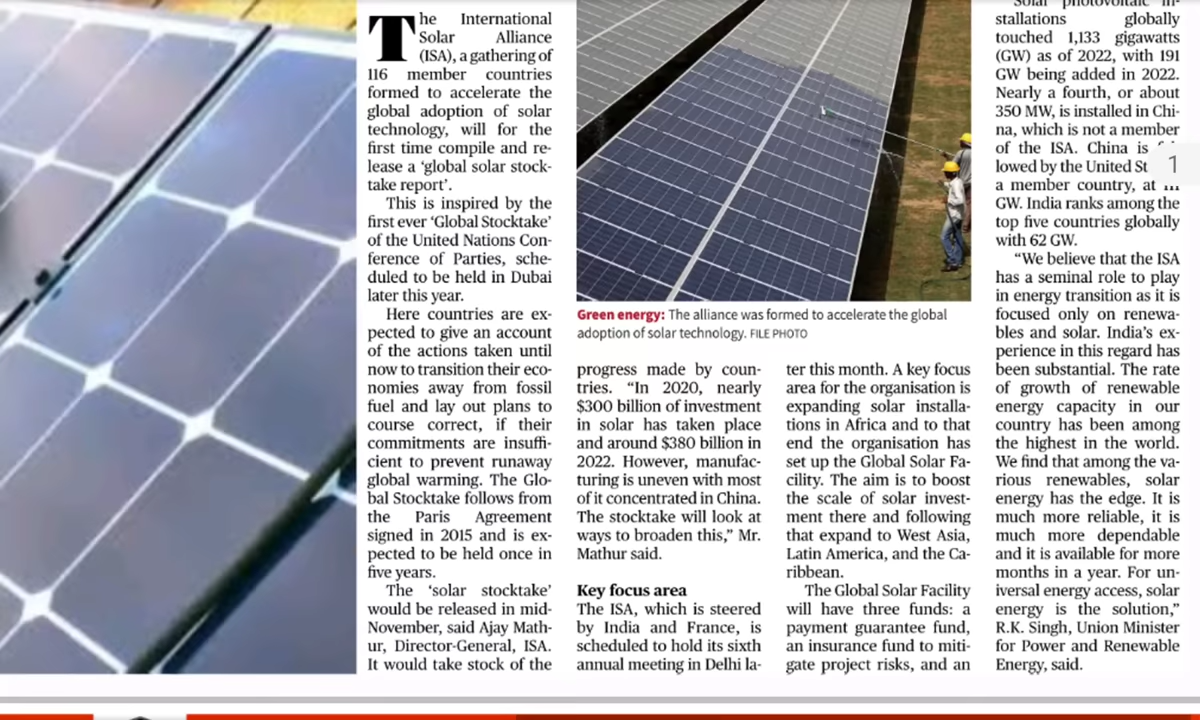 The International
Solar Alliance
(ISA), a gathering of
116 member countries
formed to accelerate the
global adoption of solar
technology, will for the
first time compile and re-
lease a ‘global solar stock-
take report’.
This is inspired by the
first ever ‘Global Stocktake’
of the United Nations Con-
ference of Parties, sche-
duled to be held in Dubai
later this year.
Here countries are ex-
pected to give an account
of the actions taken until
now to transition their eco-
nomies away from fossil
fuel and lay out plans to
course correct, if their
commitments are insuffi-
cient to prevent runaway
global warming. The Glo-
bal Stocktake follows from
the Paris Agreement
signed in 2015 and is ex-
pected to be held once in
five years.
The ‘solar stocktake’
would be released in mid-
November, said Ajay Math-
ur, Director-General, ISA.
It would take stock of the
Green energy: The alliance was formed to accelerate the global
adoption of solar technology. FILE PHOTO
progress made by coun-
tries. “In 2020, nearly
$300 billion of investment
in solar has taken place
and around $380 billion in
2022. However, manufac-
turing is uneven with most
of it concentrated in China.
The stocktake will look at
ways to broaden this,” Mr.
Mathur said.
Key focus area
The ISA, which is steered
by India and France, is
scheduled to hold its sixth
annual meeting in Delhi la-
ter this month. A key focus
area for the organisation is
expanding solar installa-
tions in Africa and to that
end the organisation has
set up the Global Solar Fa-
cility. The aim is to boost
the scale of solar invest-
ment there and following
that expand to West Asia,
Latin America, and the Ca-
ribbean.
The Global Solar Facility
will have three funds: a
payment guarantee fund,
an insurance fund to miti-
gate project risks, and an
Solar photovoltaic in-
stallations globally
touched 1,133 gigawatts
(GW) as of 2022, with 191
GW being added in 2022.
Nearly a fourth, or about
350 MW, is installed in Chi-
na, which is not a member
of the ISA. China is
lowed by the United St
a member country, at
GW. India ranks among the
top five countries globally
with 62 GW.
“We believe that the ISA
has a seminal role to play
in energy transition as it is
focused only on renewa-
bles and solar. India’s ex-
perience in this regard has
been substantial. The rate
of growth of renewable
energy capacity in our
country has been among
the highest in the world.
We find that among the va-
rious renewables, solar
energy has the edge. It is
much more reliable, it is
much more dependable
and it is available for more
months in a year. For un-
iversal energy access, solar
energy is the solution,”
R.K. Singh, Union Minister
for Power and Renewable
Energy, said.
1